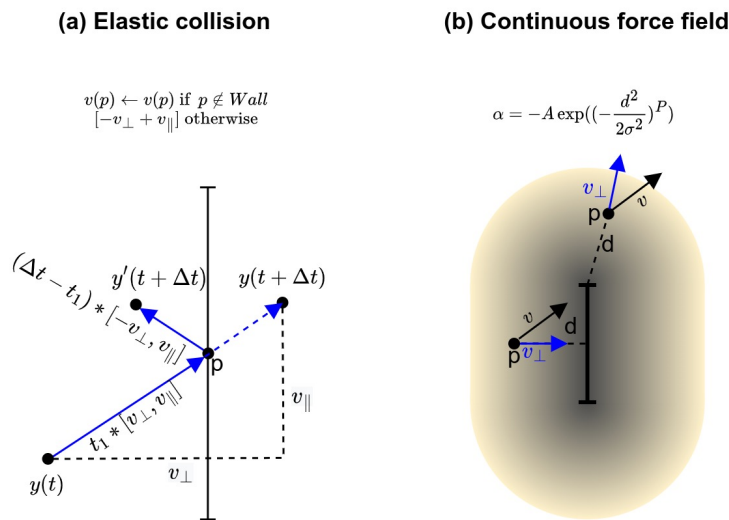 (a) Elastic collision
v(p) ← v(p) if p ∉ Wall
[−v⊥ + v∥] otherwise
(Δt − t₁) * [−v⊥, v∥]
y′(t + Δt)
y(t + Δt)
p
t₁ * [v⊥, v∥]
v∥
v⊥
y(t)
(b) Continuous force field
α = −A exp((−d²/2σ²)^P)
v⊥
v
p
d
v
d
p
v⊥